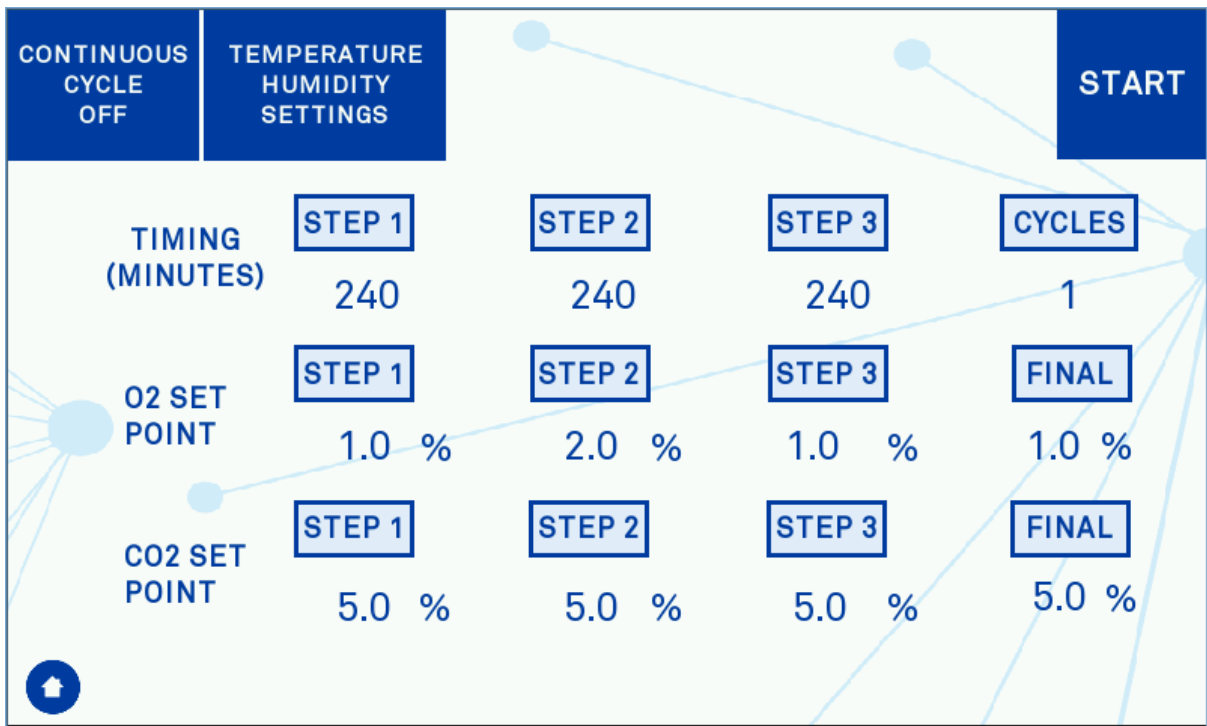 CONTINUOUS
CYCLE
OFF
TEMPERATURE
HUMIDITY
SETTINGS
START
TIMING
(MINUTES)
STEP 1 STEP 2 STEP 3 CYCLES
240 240 240 1
O2 SET
POINT
STEP 1 STEP 2 STEP 3 FINAL
1.0 % 2.0 % 1.0 % 1.0 %
CO2 SET
POINT
STEP 1 STEP 2 STEP 3 FINAL
5.0 % 5.0 % 5.0 % 5.0 %